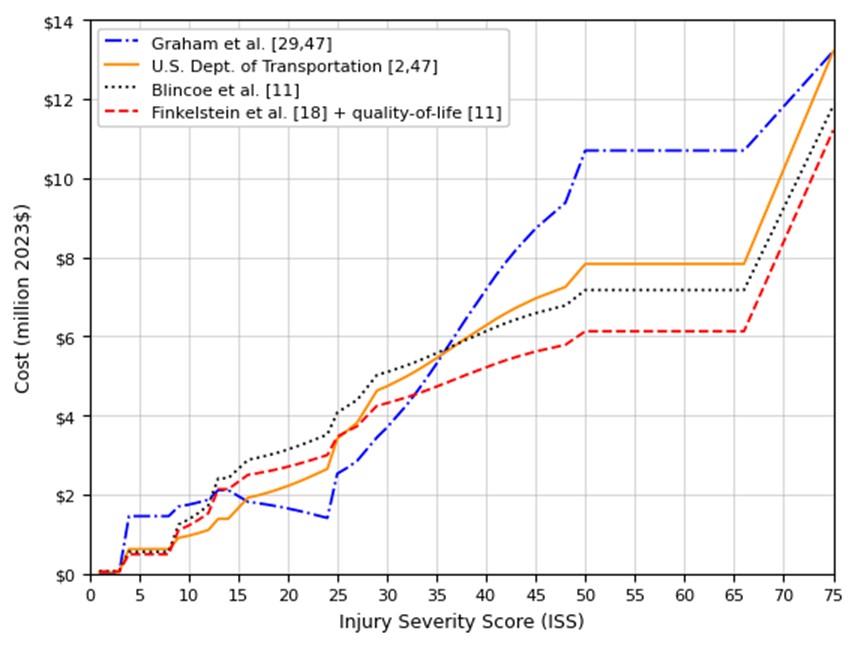 $14
Graham et al. [29,47]
U.S. Dept. of Transportation [2,47]
Blincoe et al. [11]
Finkelstein et al. [18] + quality-of-life [11]
$12
$10
$8
$6
$4
$2
$0
Cost (million 2023$)
0 5 10 15 20 25 30 35 40 45 50 55 60 65 70 75
Injury Severity Score (ISS)